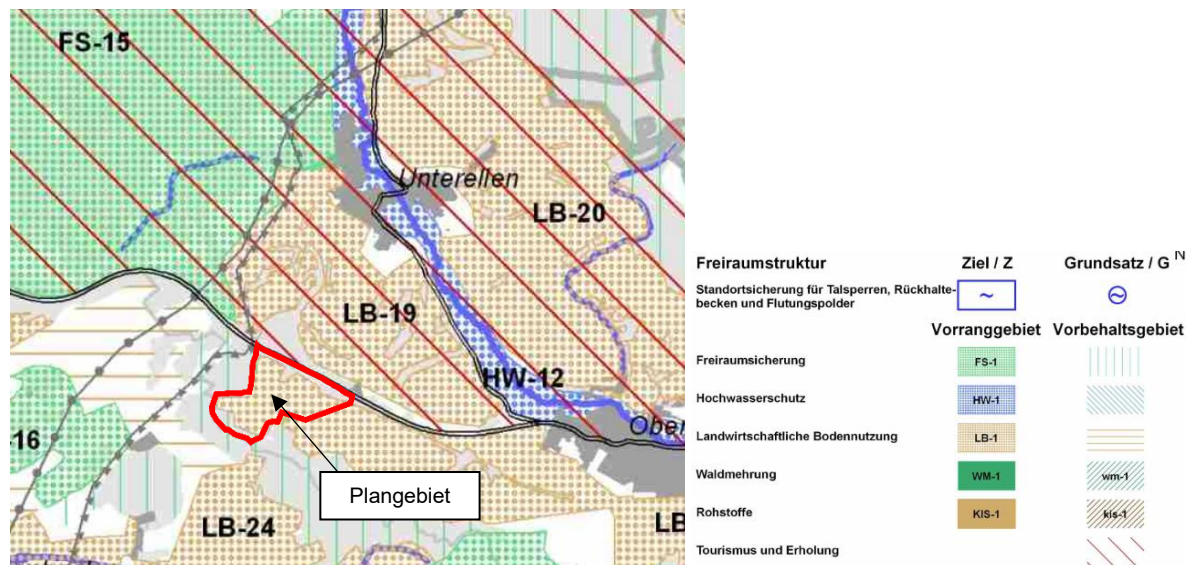 FS-15
Unterellen
LB-20
LB-19
HW-12
Ober
-16
Plangebiet
LB-24
LB
Freiraumstruktur Ziel / Z Grundsatz / G N
Standortsicherung für Talsperren, Rückhalte-
becken und Flutungspolder
Vorranggebiet Vorbehaltsgebiet
Freiraumsicherung FS-1
Hochwasserschutz HW-1
Landwirtschaftliche Bodennutzung LB-1
Waldmehrung WM-1 wm-1
Rohstoffe KIS-1 kis-1
Tourismus und Erholung